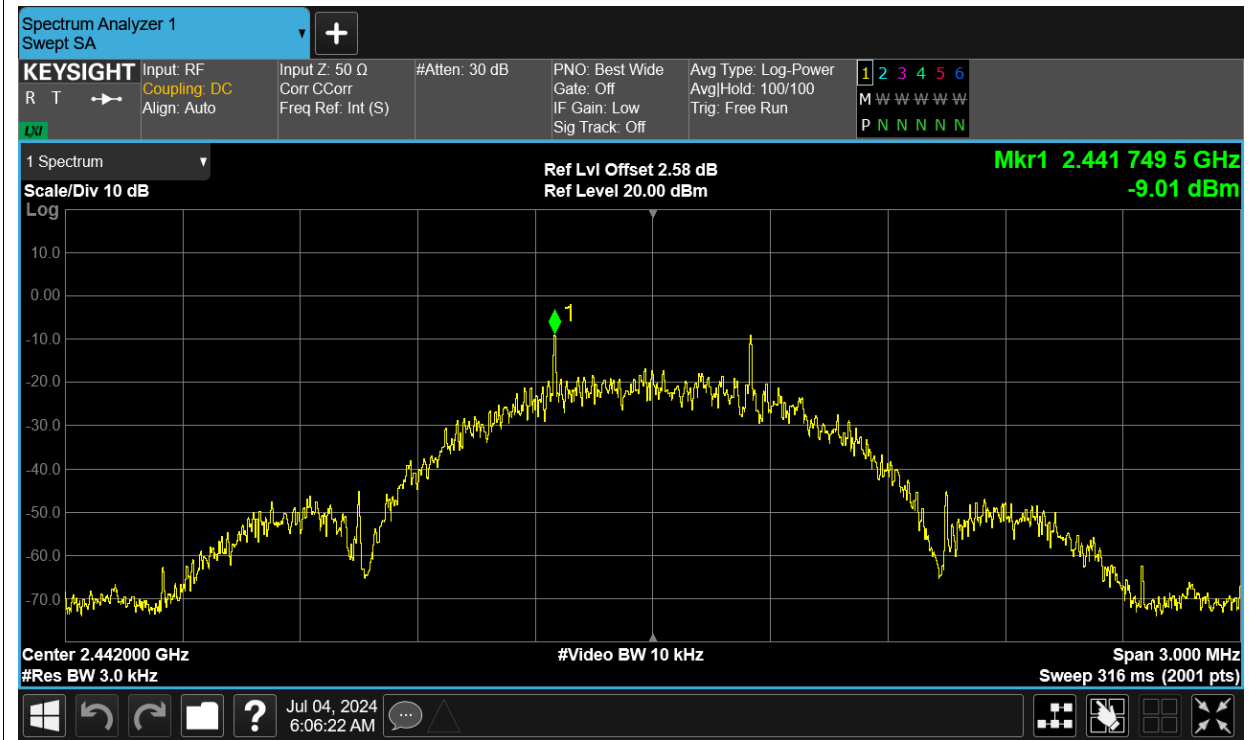 Spectrum Analyzer 1
Swept SA
KEYSIGHT Input: RF Input Z: 50 Ω #Atten: 30 dB PNO: Best Wide Avg Type: Log-Power 1 2 3 4 5 6
R T Coupling: DC Corr CCorr Gate: Off Avg|Hold: 100/100 M W W W W W
Align: Auto Freq Ref: Int (S) IF Gain: Low Trig: Free Run
LXI Sig Track: Off P N N N N N
1 Spectrum Ref Lvl Offset 2.58 dB Mkr1 2.441 749 5 GHz
Scale/Div 10 dB Ref Level 20.00 dBm -9.01 dBm
Log
10.0
0.00
1
-10.0
-20.0
-30.0
-40.0
-50.0
-60.0
-70.0
Center 2.442000 GHz #Video BW 10 kHz Span 3.000 MHz
#Res BW 3.0 kHz Sweep 316 ms (2001 pts)
? Jul 04, 2024
6:06:22 AM